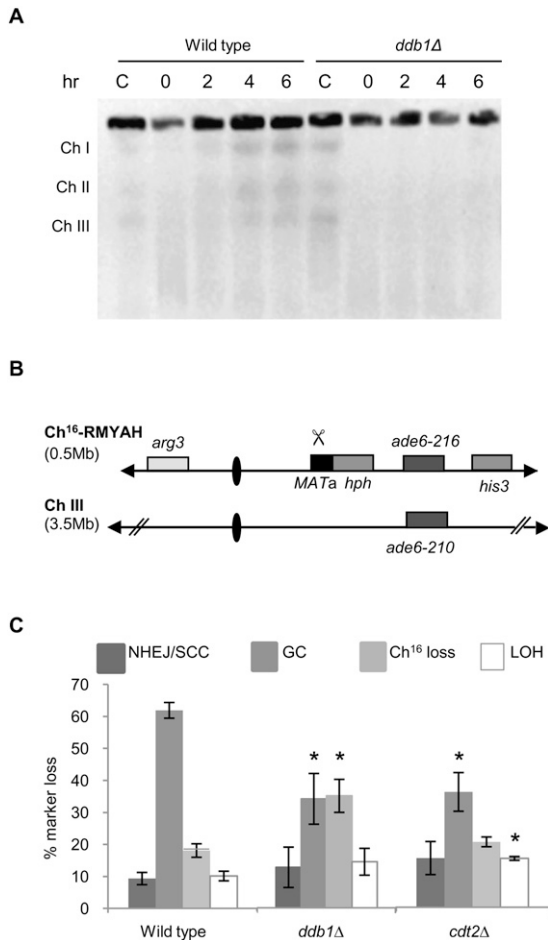 A
Wild type ddb1Δ
hr C 0 2 4 6 C 0 2 4 6
Ch I
Ch II
Ch III
B
Ch16-RMYAH
(0.5Mb)
arg3
ade6-216
MATa hph
his3
Ch III
(3.5Mb)
ade6-210
C
NHEJ/SCC GC Ch16 loss LOH
% marker loss
70
60
50
40
30
20
10
0
* * * *
Wild type ddb1Δ cdt2Δ